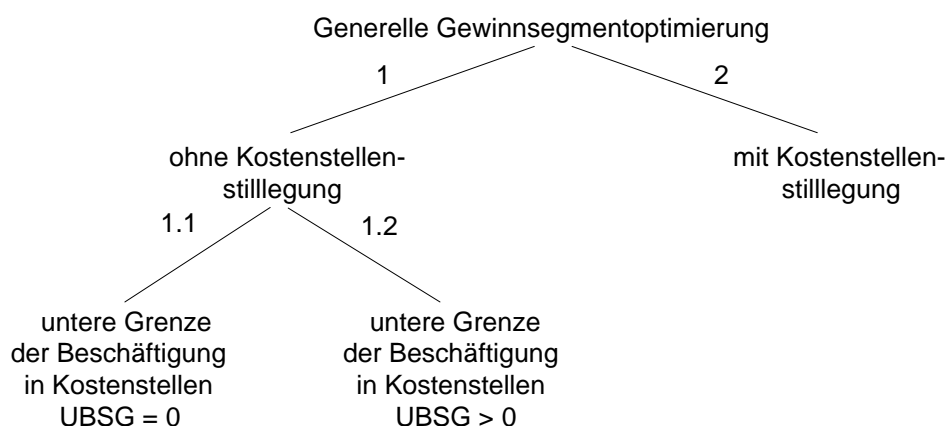 Generelle Gewinnsegmentoptimierung
1
2
ohne Kostenstellen-
stilllegung
mit Kostenstellen-
stilllegung
1.1
1.2
untere Grenze
der Beschäftigung
in Kostenstellen
UBSG = 0
untere Grenze
der Beschäftigung
in Kostenstellen
UBSG > 0